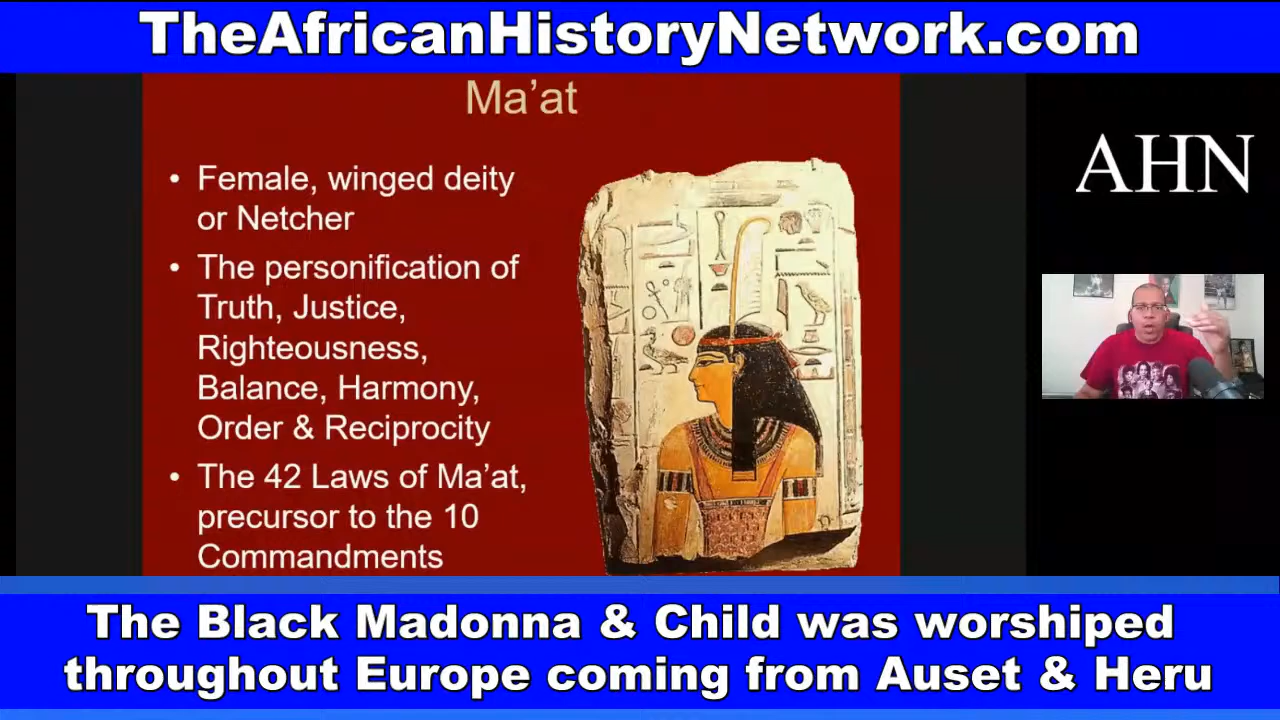 TheAfricanHistoryNetwork.com
Ma’at
AHN
• Female, winged deity
or Netcher
• The personification of
Truth, Justice,
Righteousness,
Balance, Harmony,
Order & Reciprocity
• The 42 Laws of Ma’at,
precursor to the 10
Commandments
The Black Madonna & Child was worshiped
throughout Europe coming from Auset & Heru